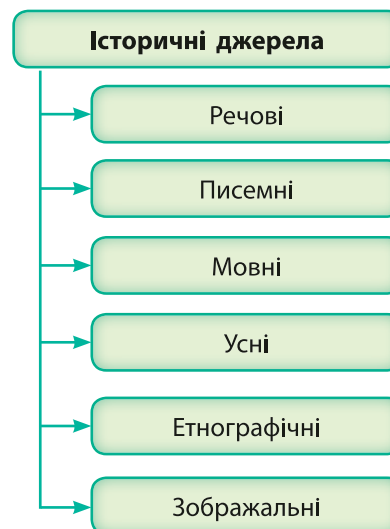 Історичні джерела
Речові
Писемні
Мовні
Усні
Етнографічні
Зображальні